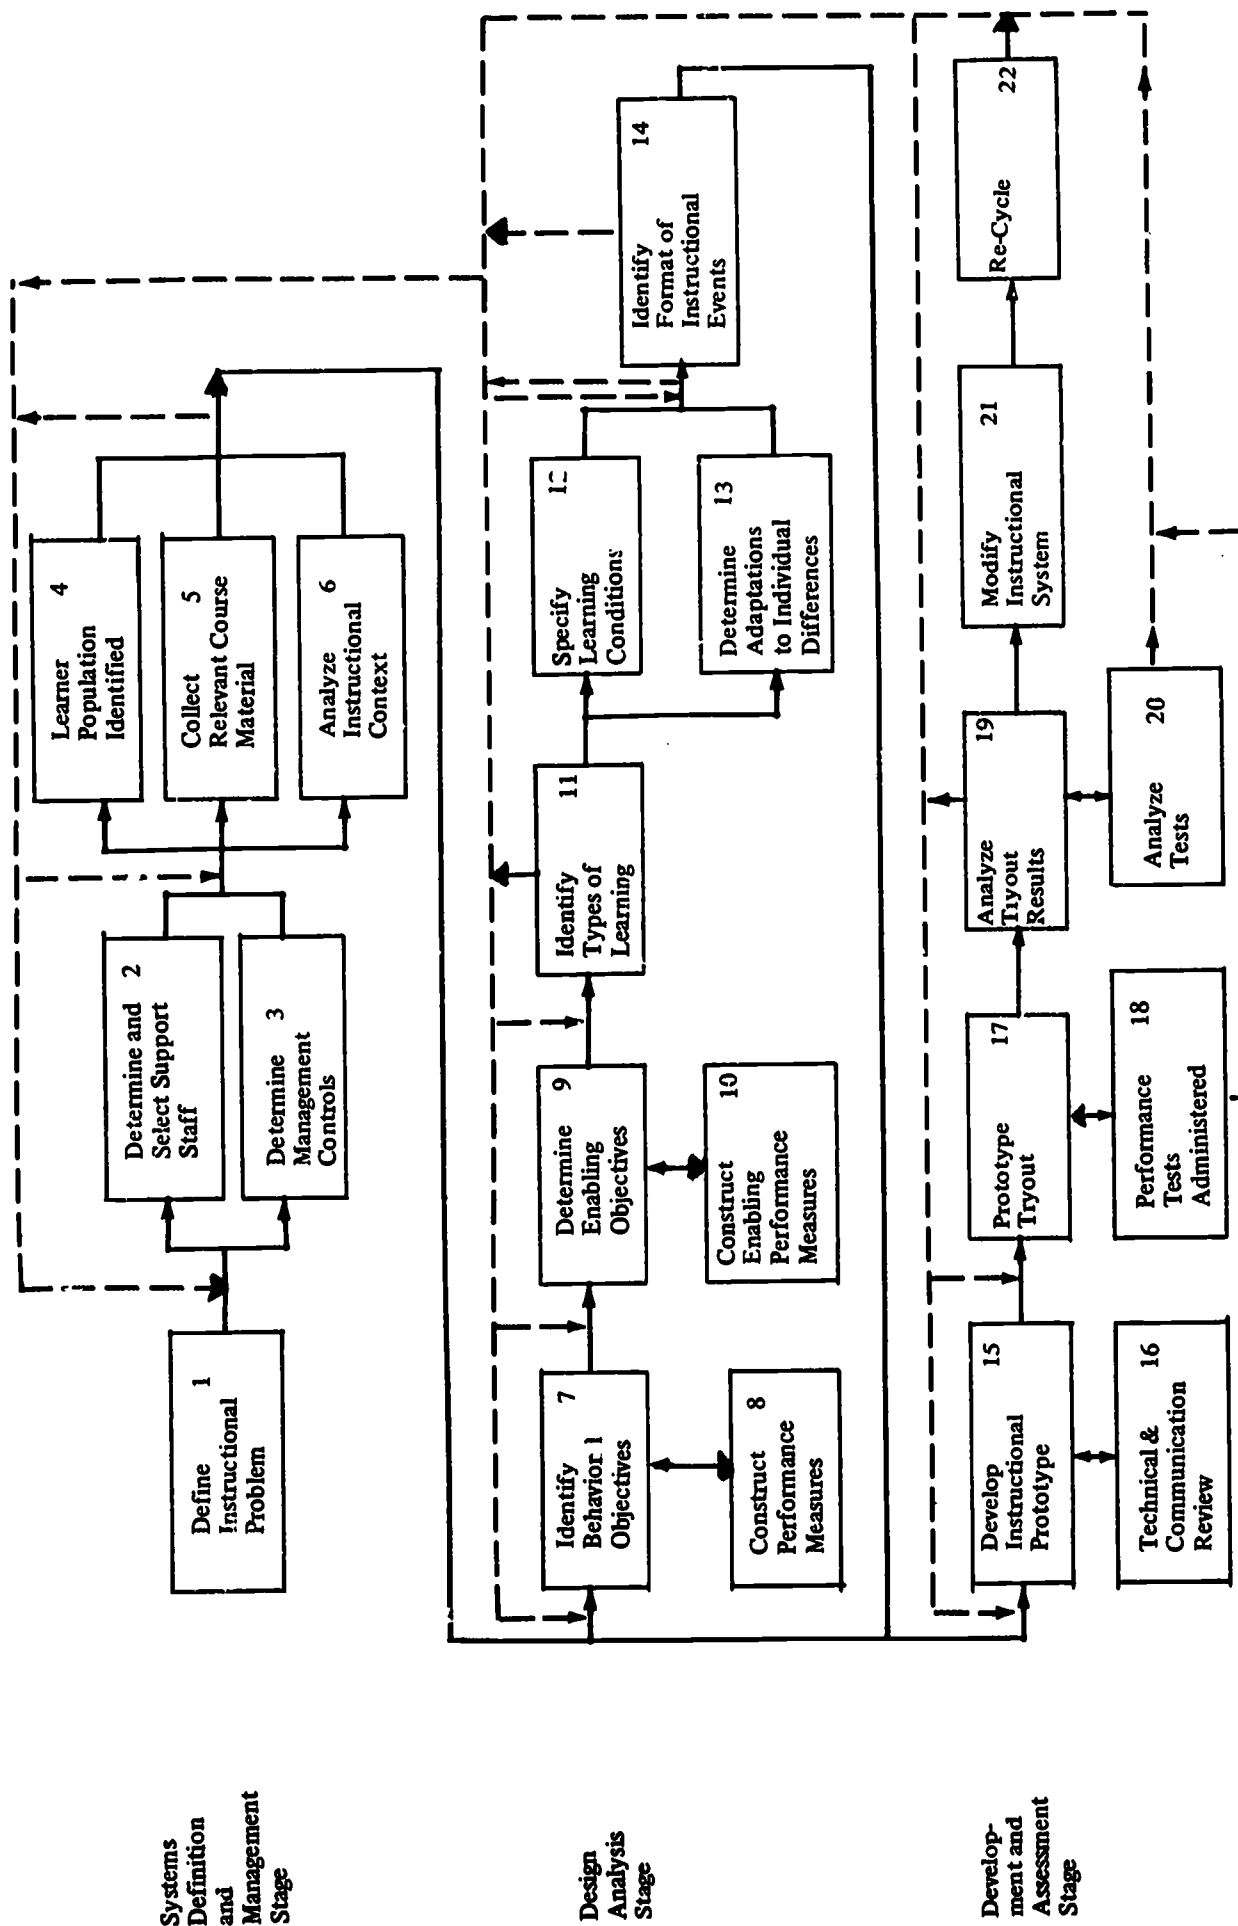 Systems
Definition
and
Management
Stage
Define 1
Instructional
Problem
Determine and 2
Select Support
Staff
Determine 3
Management
Controls
Learner 4
Population
Identified
Collect 5
Relevant Course
Material
Analyze 6
Instructional
Context
Design
Analysis
Stage
Identify 7
Behavior l
Objectives
Construct 8
Performance
Measures
Determine 9
Enabling
Objectives
Construct 10
Enabling
Performance
Measures
Identify 11
Types of
Learning
Specify 12
Learning
Conditions
Determine 13
Adaptations
to Individual
Differences
Identify 14
Format of
Instructional
Events
Develop-
ment and
Assessment
Stage
Develop 15
Instructional
Prototype
Technical & 16
Communication
Review
Prototype 17
Tryout
Performance 18
Tests
Administered
Analyze 19
Tryout
Results
Analyze 20
Tests
Modify 21
Instructional
System
Re-Cycle 22